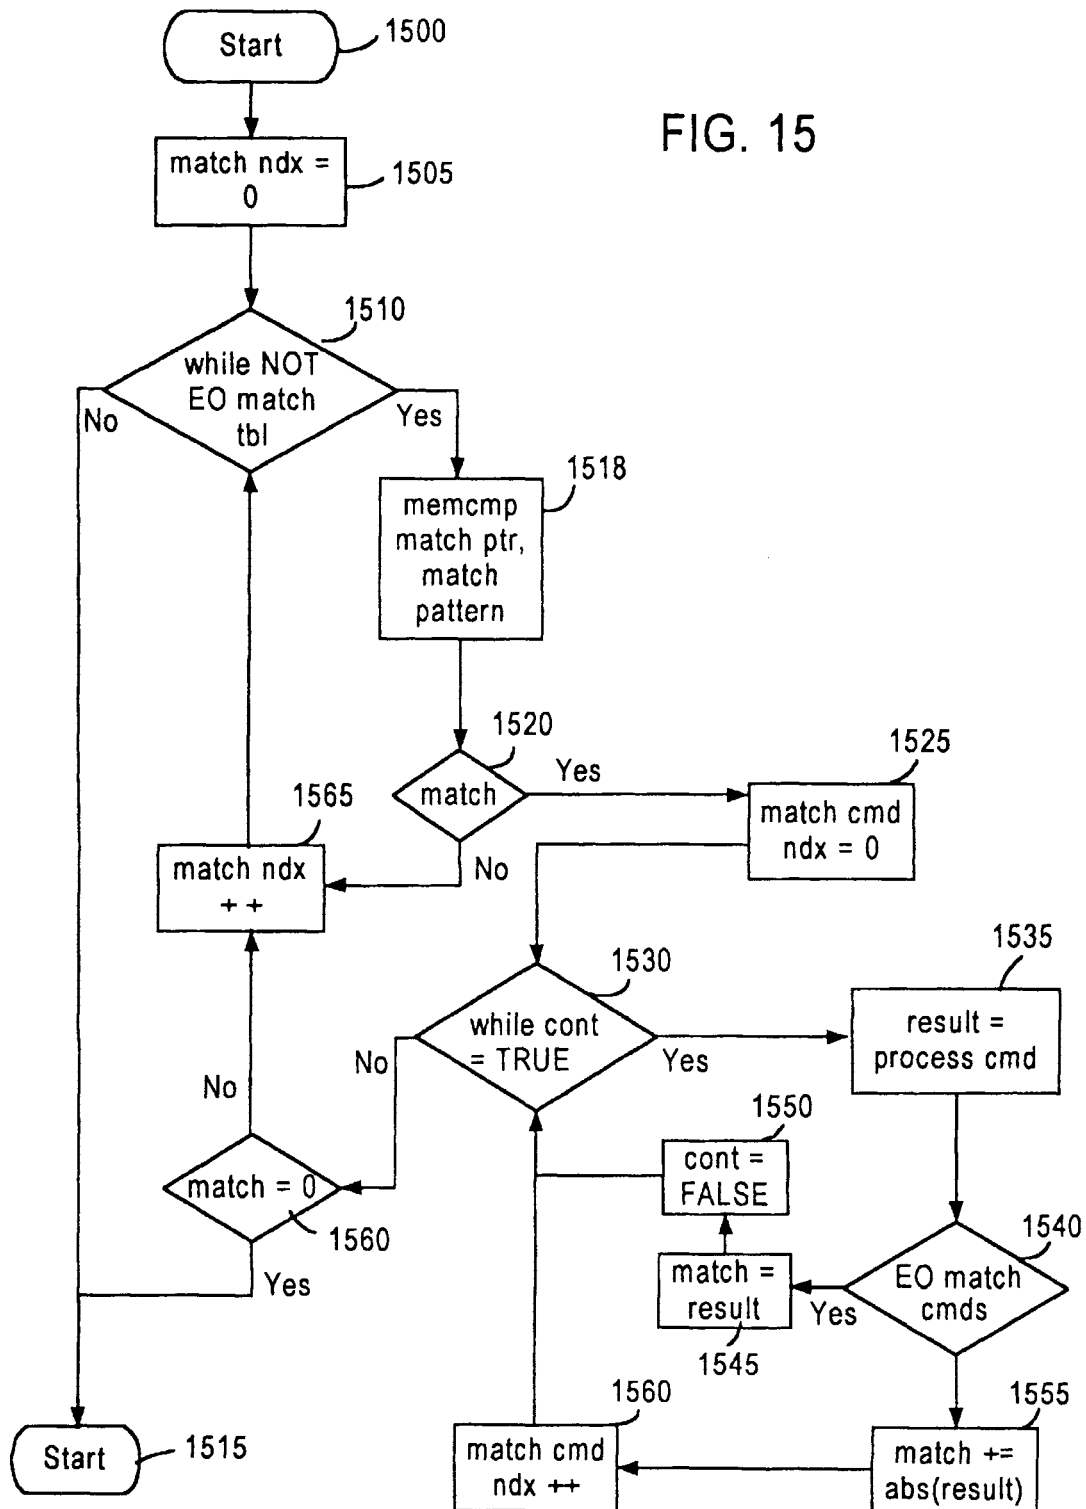 Start
1500
FIG. 15
match ndx =
0
1505
1510
while NOT
EO match
tbl
No
Yes
1518
memcmp
match ptr,
match
pattern
1520
match
Yes
No
1525
match cmd
ndx = 0
1565
match ndx
+ +
1530
while cont
= TRUE
No
Yes
1535
result =
process cmd
No
match = 0
1560
Yes
1550
cont =
FALSE
match =
result
1545
1540
EO match
cmds
Yes
1560
match cmd
ndx ++
1555
match +=
abs(result)
Start
1515